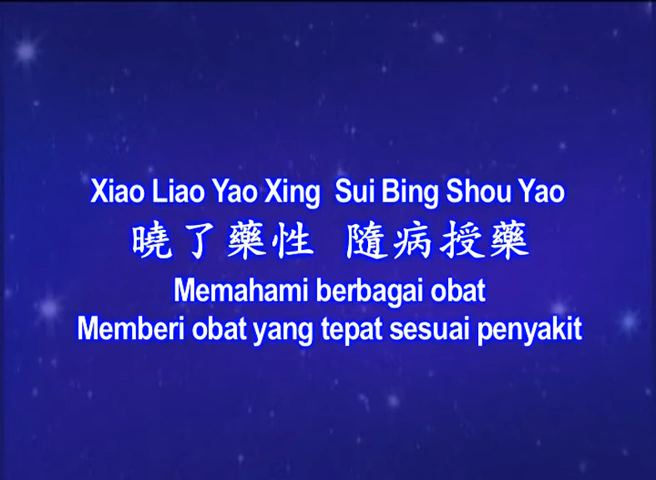 Xiao Liao Yao Xing  Sui Bing Shou Yao
曉了藥性 隨病授藥
Memahami berbagai obat
Memberi obat yang tepat sesuai penyakit